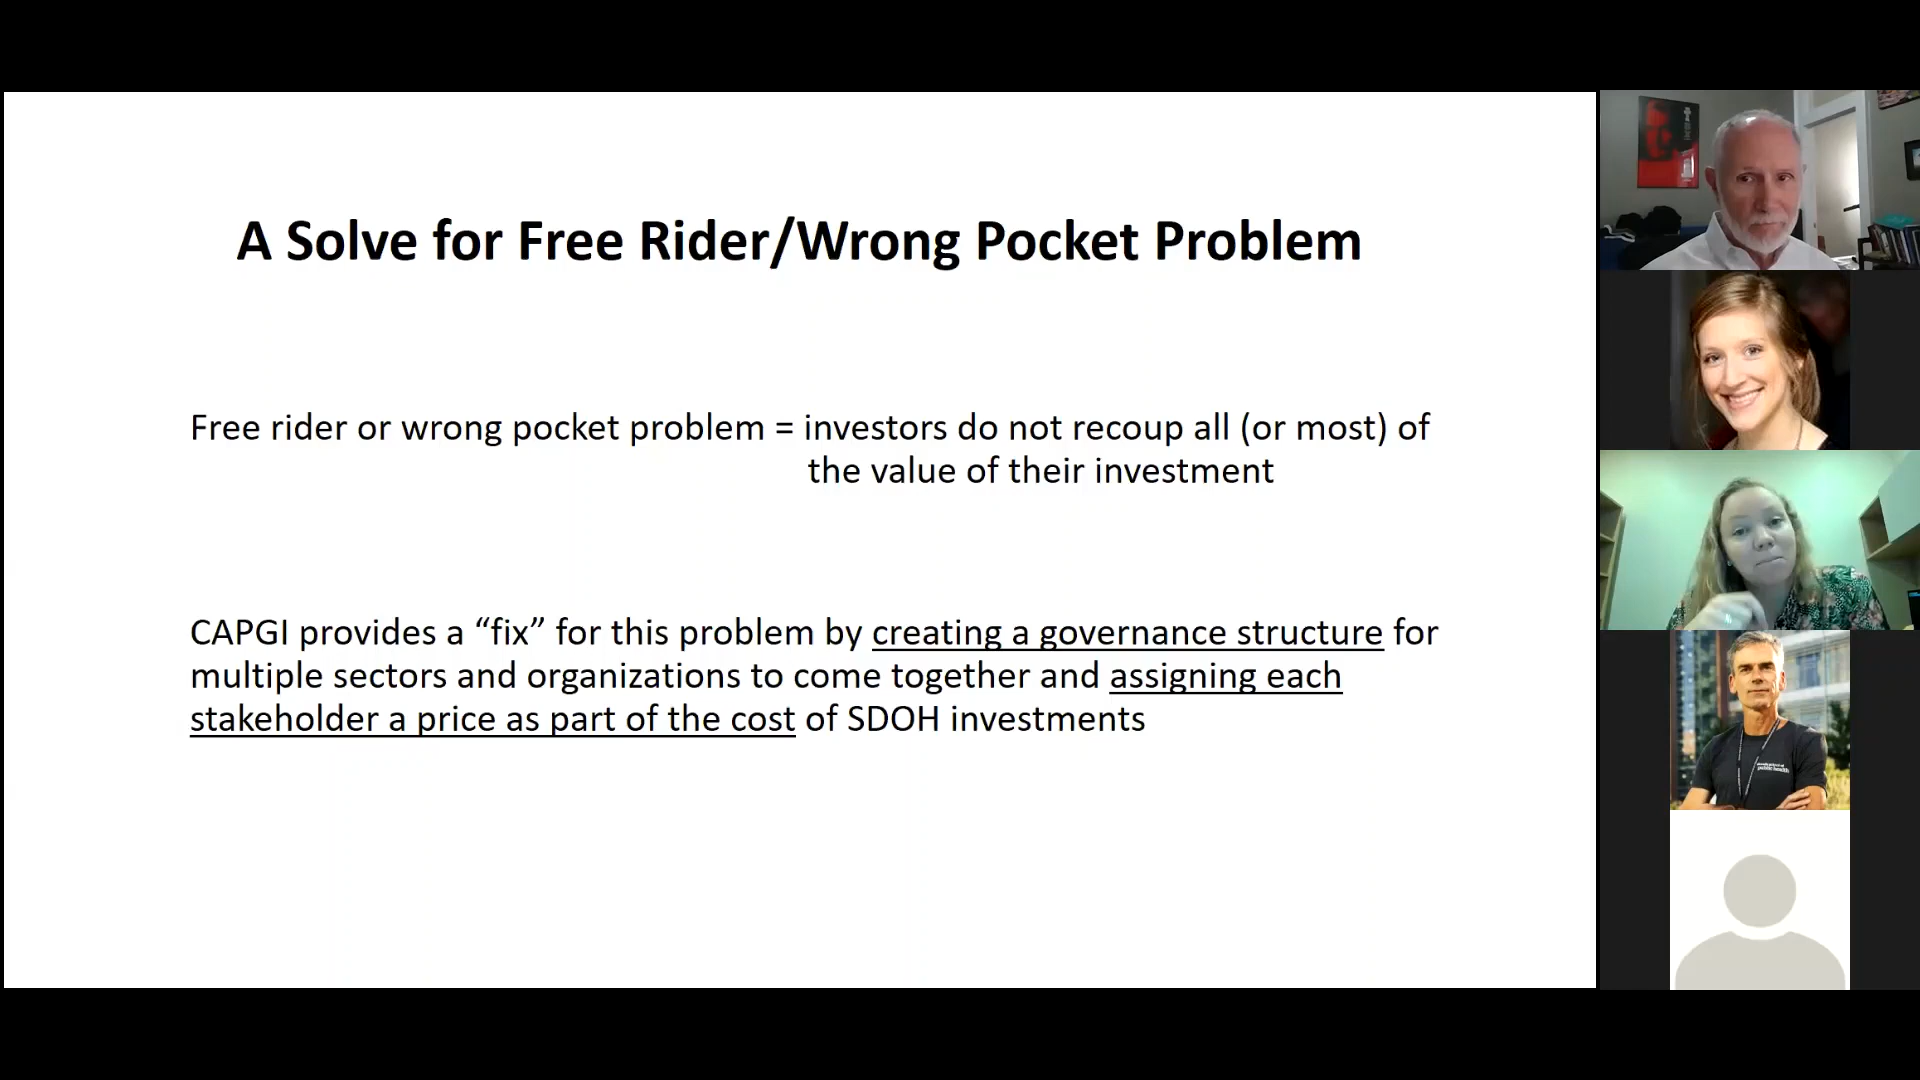 A Solve for Free Rider/Wrong Pocket Problem
Free rider or wrong pocket problem = investors do not recoup all (or most) of
the value of their investment
CAPGI provides a “fix” for this problem by creating a governance structure for
multiple sectors and organizations to come together and assigning each
stakeholder a price as part of the cost of SDOH investments
public health